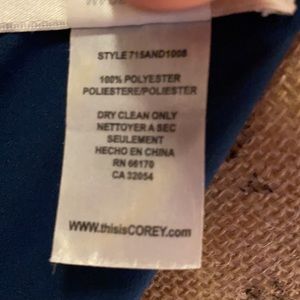 STYLE 715AND1008
100% POLYESTER
POLIESTERE/POLIESTER
DRY CLEAN ONLY
NETTOYER A SEC
SEULEMENT
HECHO EN CHINA
RN 66170
CA 32054
WWW.thisisCOREY.com